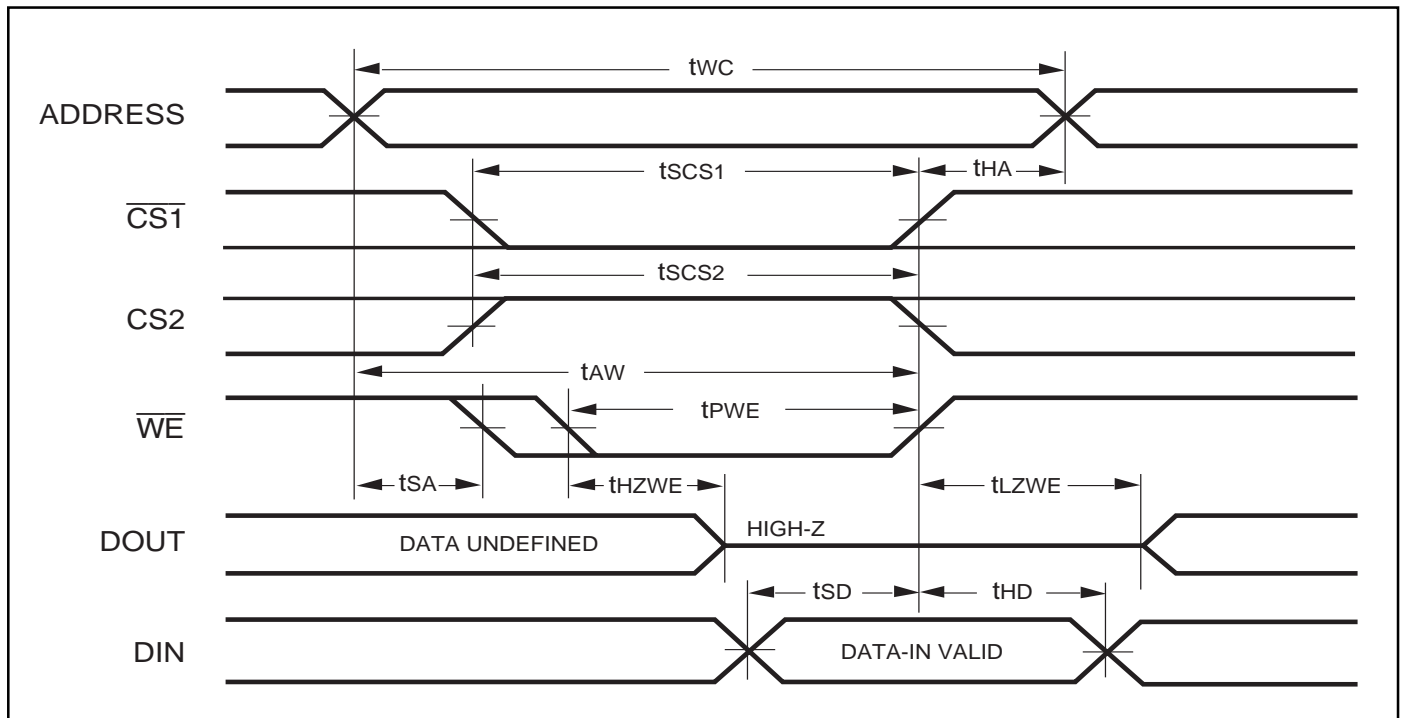 tWC
ADDRESS
tSCS1
tHA
CS1
tSCS2
CS2
tAW
tPWE
WE
tSA
tHZWE
tLZWE
DOUT
DATA UNDEFINED
HIGH-Z
tSD
tHD
DIN
DATA-IN VALID